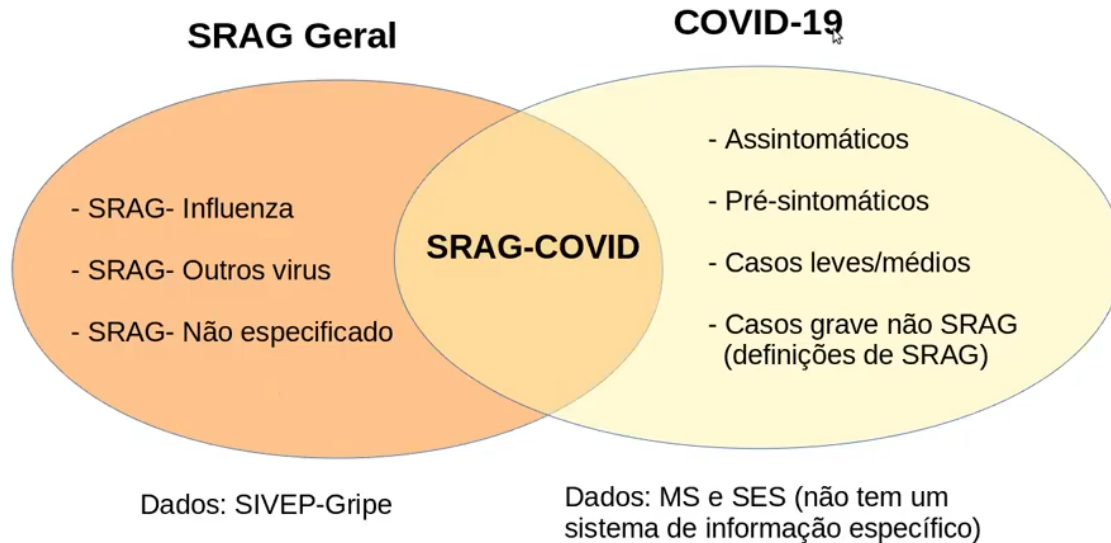 SRAG Geral
COVID-19
- SRAG- Influenza
- SRAG- Outros virus
- SRAG- Não especificado
SRAG-COVID
- Assintomáticos
- Pré-sintomáticos
- Casos leves/médios
- Casos grave não SRAG
(definições de SRAG)
Dados: SIVEP-Gripe
Dados: MS e SES (não tem um
sistema de informação específico)